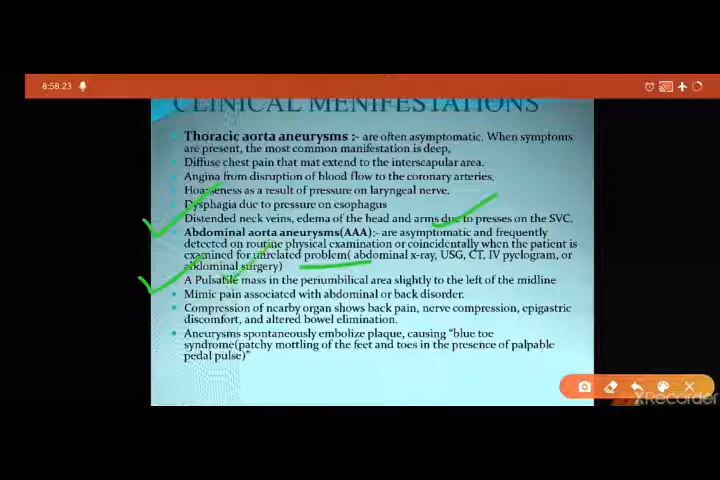 8:58.23
CLINICAL MENIFESTATIONS
Thoracic aorta aneurysms :- are often asymptomatic. When symptoms
are present, the most common manifestation is deep,
Diffuse chest pain that mat extend to the interscapular area.
Angina from disruption of blood flow to the coronary arteries,
Hoarseness as a result of pressure on laryngeal nerve.
Dysphagia due to pressure on esophagus
Distended neck veins, edema of the head and arms due to presses on the SVC.
Abdominal aorta aneurysms(AAA):- are asymptomatic and frequently
detected on routine physical examination or coincidentally when the patient is
examined for unrelated problem( abdominal x-ray, USG, CT, IV pyelogram, or
abdominal surgery)
A Pulsatile mass in the periumbilical area slightly to the left of the midline
Mimic pain associated with abdominal or back disorder.
Compression of nearby organ shows back pain, nerve compression, epigastric
discomfort, and altered bowel elimination.
Aneurysms spontaneously embolize plaque, causing “blue toe
syndrome(patchy mottling of the feet and toes in the presence of palpable
pedal pulse)”
XRecorder